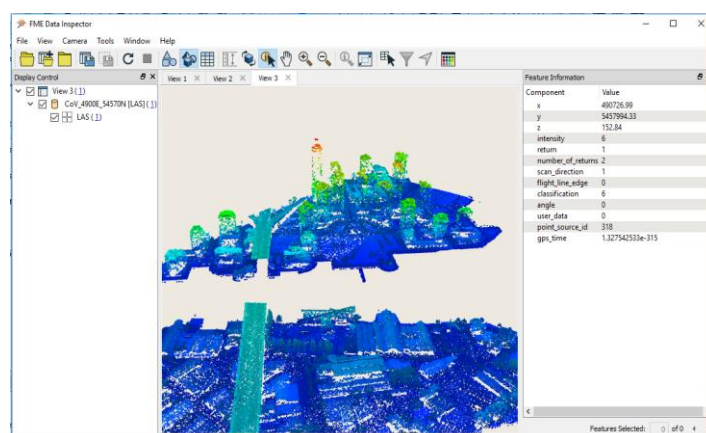 FME Data Inspector
File View Camera Tools Window Help
Display Control
View 1 View 2 View 3
Feature Information
View 3 (1)
CoV_4900E_54570N [LAS] (1)
LAS (1)
Component Value
x 490726.99
y 5457994.33
z 152.84
intensity 6
return 1
number_of_returns 2
scan_direction 1
flight_line_edge 0
classification 6
angle 0
user_data 0
point_source_id 318
gps_time 1.327542533e-315
Features Selected: 0 of 0